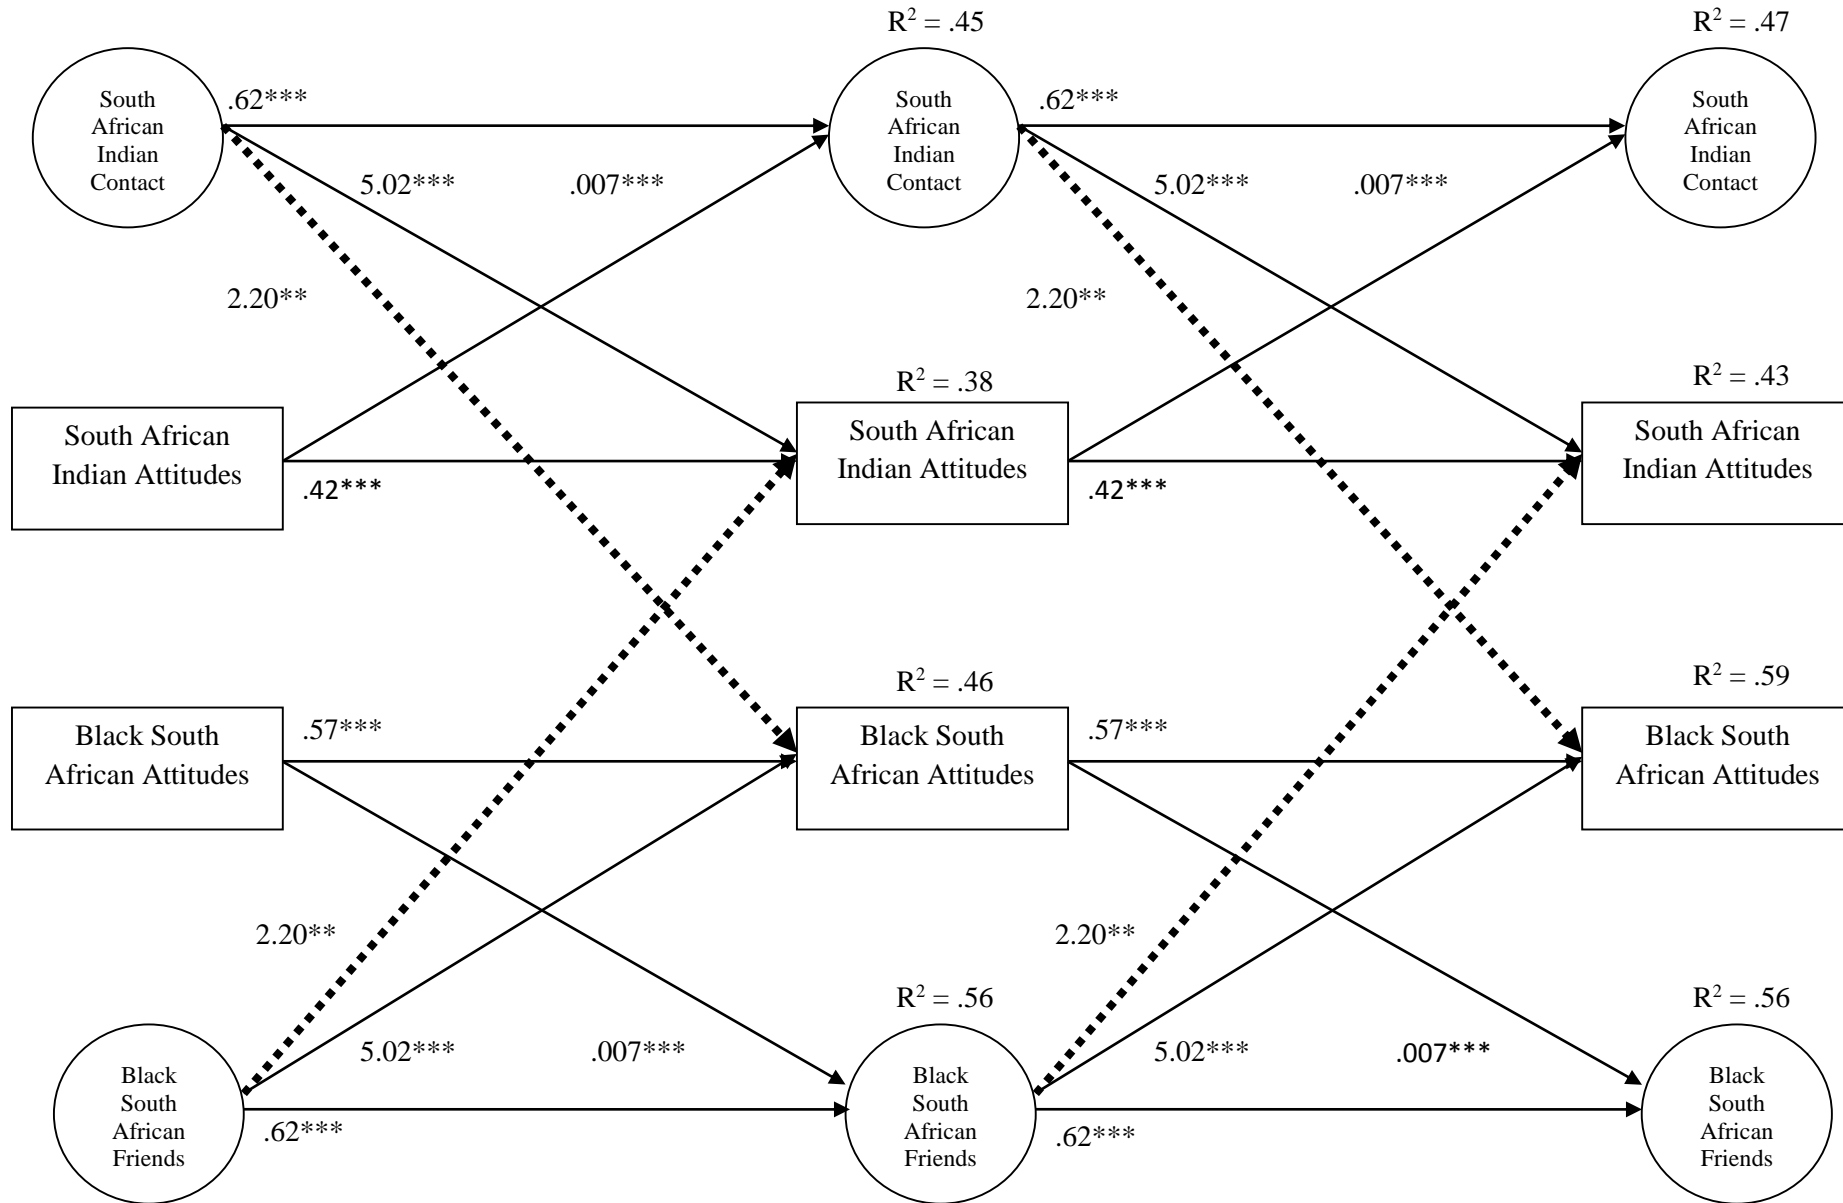 R² = .45
R² = .47
South
African
Indian
Contact
.62***
South
African
Indian
Contact
.62***
South
African
Indian
Contact
5.02***
.007***
5.02***
.007***
2.20**
2.20**
R² = .38
R² = .43
South African
Indian Attitudes
South African
Indian Attitudes
South African
Indian Attitudes
.42***
.42***
R² = .46
R² = .59
Black South
African Attitudes
.57***
Black South
African Attitudes
.57***
Black South
African Attitudes
2.20**
2.20**
R² = .56
R² = .56
5.02***
.007***
5.02***
.007***
Black
South
African
Friends
.62***
Black
South
African
Friends
.62***
Black
South
African
Friends